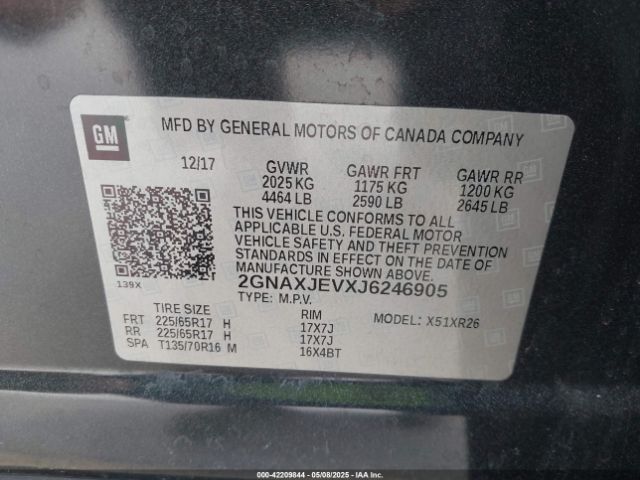 GM
MFD BY GENERAL MOTORS OF CANADA COMPANY
12/17 GVWR GAWR FRT GAWR RR
2025 KG 1175 KG 1200 KG
4464 LB 2590 LB 2645 LB
THIS VEHICLE CONFORMS TO ALL
APPLICABLE U.S. FEDERAL MOTOR
VEHICLE SAFETY AND THEFT PREVENTION
STANDARDS IN EFFECT ON THE DATE OF
MANUFACTURE SHOWN ABOVE.
139X
2GNAXJEVXJ6246905
TYPE: M.P.V. MODEL: X51XR26
TIRE SIZE RIM
FRT 225/65R17 H 17X7J
RR 225/65R17 H 17X7J
SPA T135/70R16 M 16X4BT
000-42209844 05/08/2025 IAAI.COM